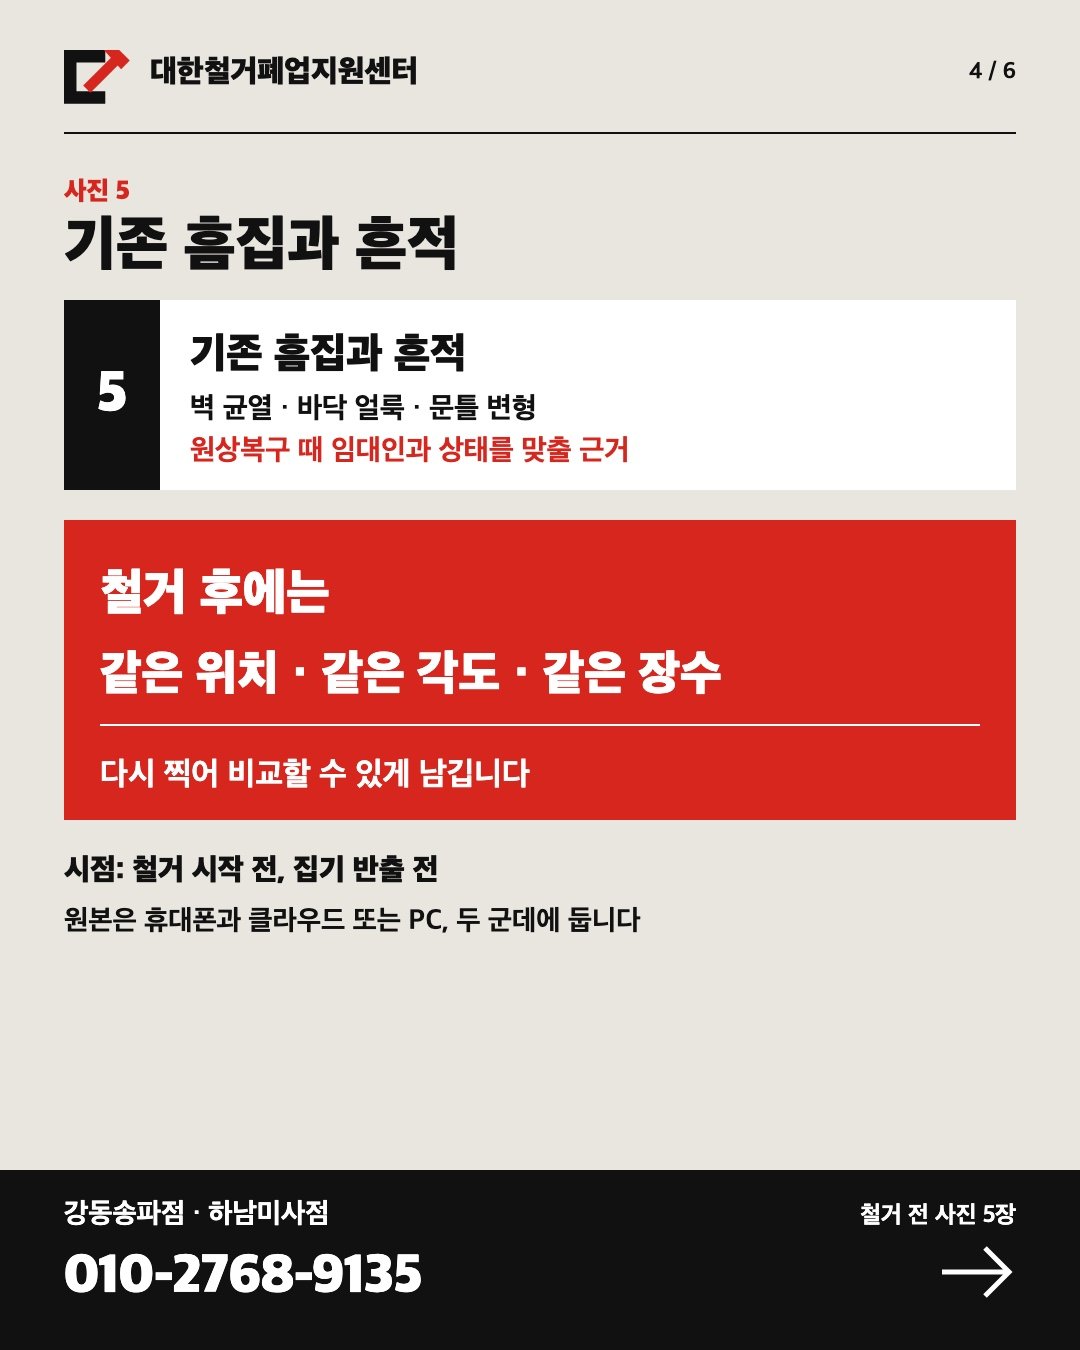 대한철거폐업지원센터
4 / 6
사진 5
기존 흠집과 흔적
5
기존 흠집과 흔적
벽 균열 · 바닥 얼룩 · 문틀 변형
원상복구 때 임대인과 상태를 맞출 근거
철거 후에는
같은 위치 · 같은 각도 · 같은 장수
다시 찍어 비교할 수 있게 남깁니다
시점: 철거 시작 전, 집기 반출 전
원본은 휴대폰과 클라우드 또는 PC, 두 군데에 둡니다
강동송파점 · 하남미사점
010-2768-9135
철거 전 사진 5장